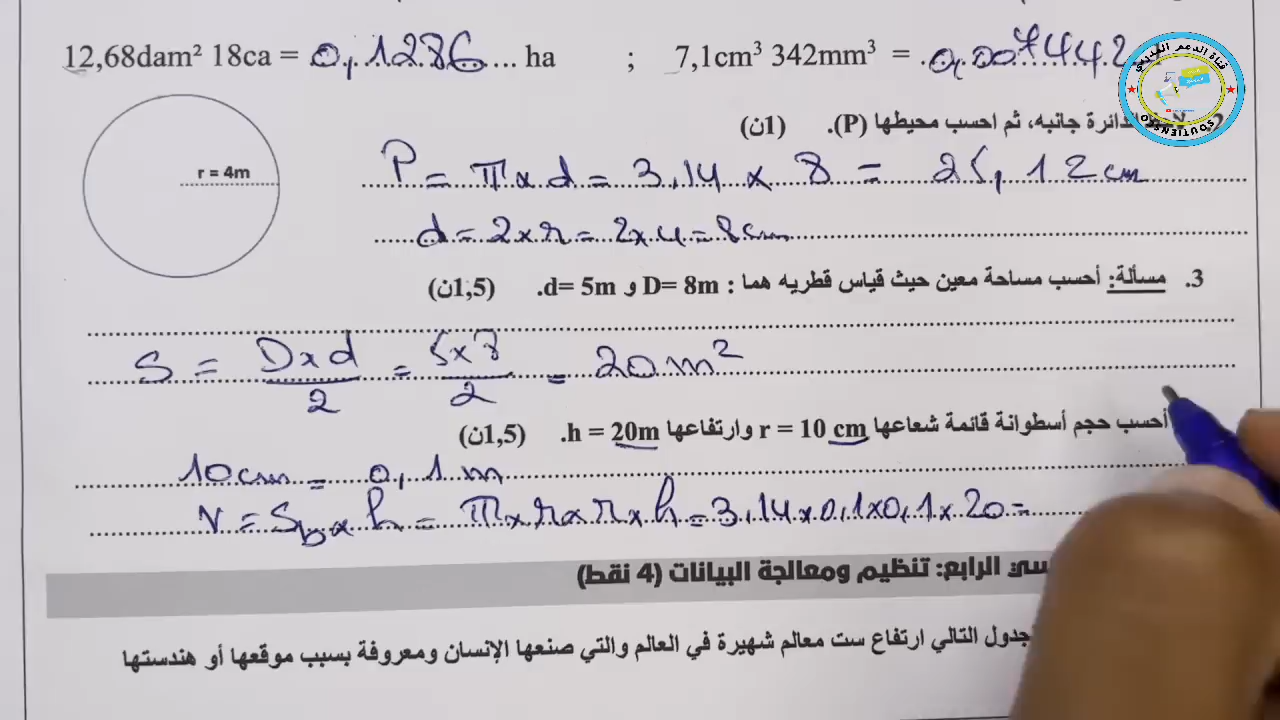 12,68dam² 18ca = 0,1286... ha ; 7,1cm³ 342mm³ = 0,007442
الدائرة جانبه، ثم احسب محيطها (P). (1ن)
r = 4m
P = π x d = 3,14 x 8 = 25,12 cm
d = 2 x r = 2 x 4 = 8cm
3. مسألة: أحسب مساحة معين حيث قياس قطريه هما : D= 8m و d= 5m. (1,5ن)
S = D x d / 2 = 5 x 8 / 2 = 20 m²
أحسب حجم أسطوانة قائمة شعاعها r = 10 cm وارتفاعها h = 20m. (1,5ن)
10cm = 0,1 m
V = Sb x h = π x r x r x h = 3,14 x 0,1 x 0,1 x 20 =
الرابع: تنظيم ومعالجة البيانات (4 نقط)
جدول التالي ارتفاع ست معالم شهيرة في العالم والتي صنعها الإنسان ومعروفة بسبب موقعها أو هندستها